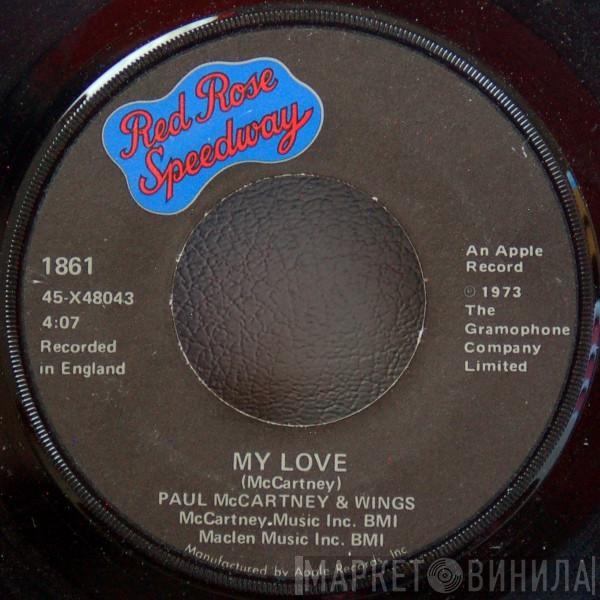 Red Rose
Speedway
1861
45-X48043
4:07
Recorded
in England
An Apple
Record
℗ 1973
The
Gramophone
Company
Limited
MY LOVE
(McCartney)
PAUL McCARTNEY & WINGS
McCartney Music Inc. BMI
Maclen Music Inc. BMI
Manufactured by Apple Records, Inc.
МАРКЕТ ВИНИЛА